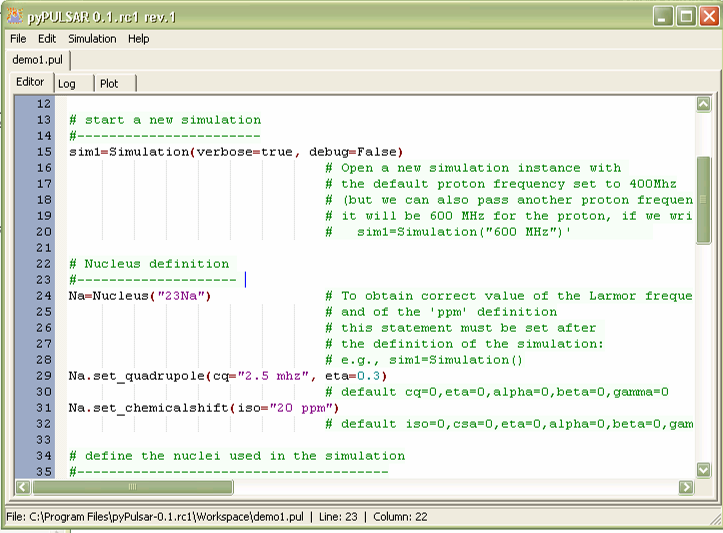 pyPULSAR 0.1.rc1 rev.1
File Edit Simulation Help
demo1.pul
Editor Log Plot
12
13 # start a new simulation
14 #-----------------------
15 sim1=Simulation(verbose=true, debug=False)
16 # Open a new simulation instance with
17 # the default proton frequency set to 400Mhz
18 # (but we can also pass another proton frequen
19 # it will be 600 MHz for the proton, if we wri
20 #   sim1=Simulation("600 MHz")'
21
22 # Nucleus definition
23 #--------------------
24 Na=Nucleus("23Na") # To obtain correct value of the Larmor freque
25 # and of the 'ppm' definition
26 # this statement must be set after
27 # the definition of the simulation:
28 # e.g., sim1=Simulation()
29 Na.set_quadrupole(cq="2.5 mhz", eta=0.3)
30 # default cq=0,eta=0,alpha=0,beta=0,gamma=0
31 Na.set_chemicalshift(iso="20 ppm")
32 # default iso=0,csa=0,eta=0,alpha=0,beta=0,gam
33
34 # define the nuclei used in the simulation
35 #---------------------------------------
File: C:\Program Files\pyPulsar-0.1.rc1\Workspace\demo1.pul | Line: 23 | Column: 22